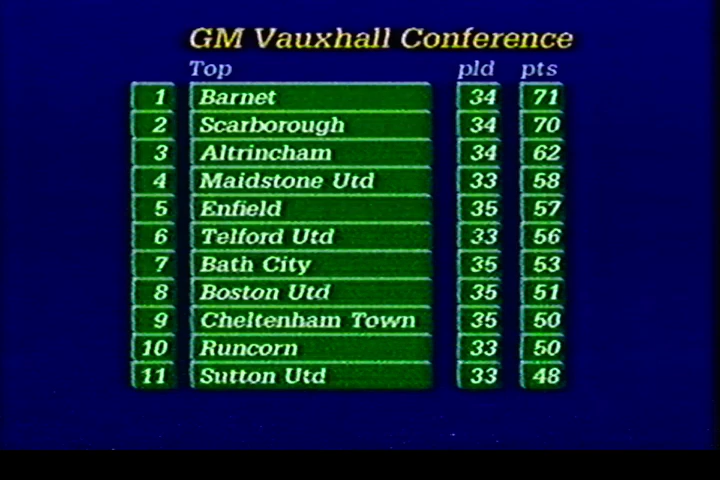 GM Vauxhall Conference
Top pld pts
1 Barnet 34 71
2 Scarborough 34 70
3 Altrincham 34 62
4 Maidstone Utd 33 58
5 Enfield 35 57
6 Telford Utd 33 56
7 Bath City 35 53
8 Boston Utd 35 51
9 Cheltenham Town 35 50
10 Runcorn 33 50
11 Sutton Utd 33 48